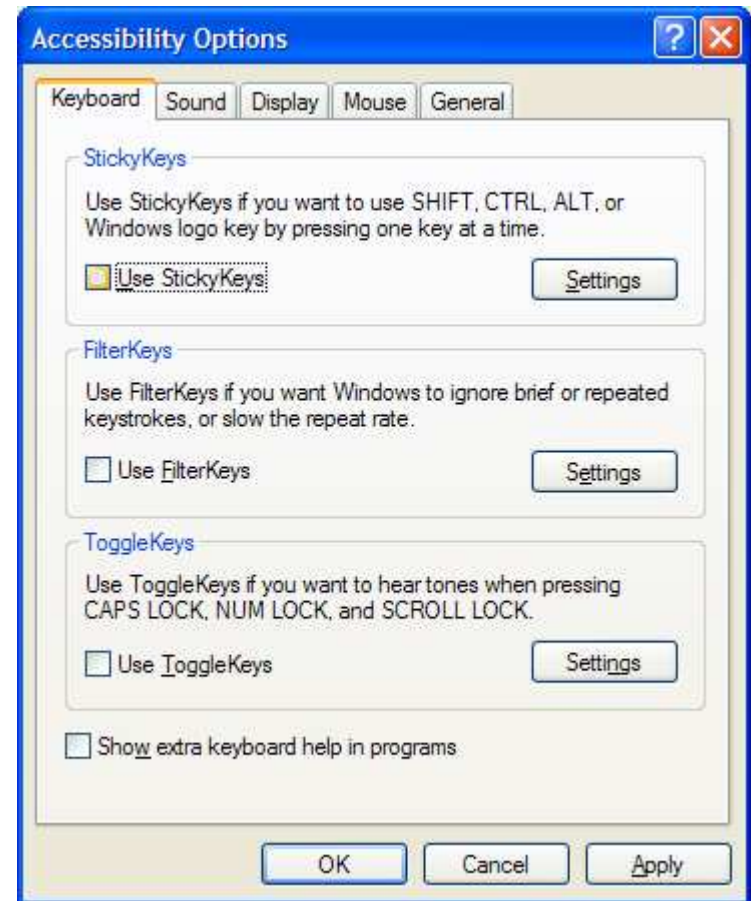 Accessibility Options
Keyboard Sound Display Mouse General
StickyKeys
Use StickyKeys if you want to use SHIFT, CTRL, ALT, or
Windows logo key by pressing one key at a time.
Use StickyKeys Settings
FilterKeys
Use FilterKeys if you want Windows to ignore brief or repeated
keystrokes, or slow the repeat rate.
Use FilterKeys Settings
ToggleKeys
Use ToggleKeys if you want to hear tones when pressing
CAPS LOCK, NUM LOCK, and SCROLL LOCK.
Use ToggleKeys Settings
Show extra keyboard help in programs
OK Cancel Apply